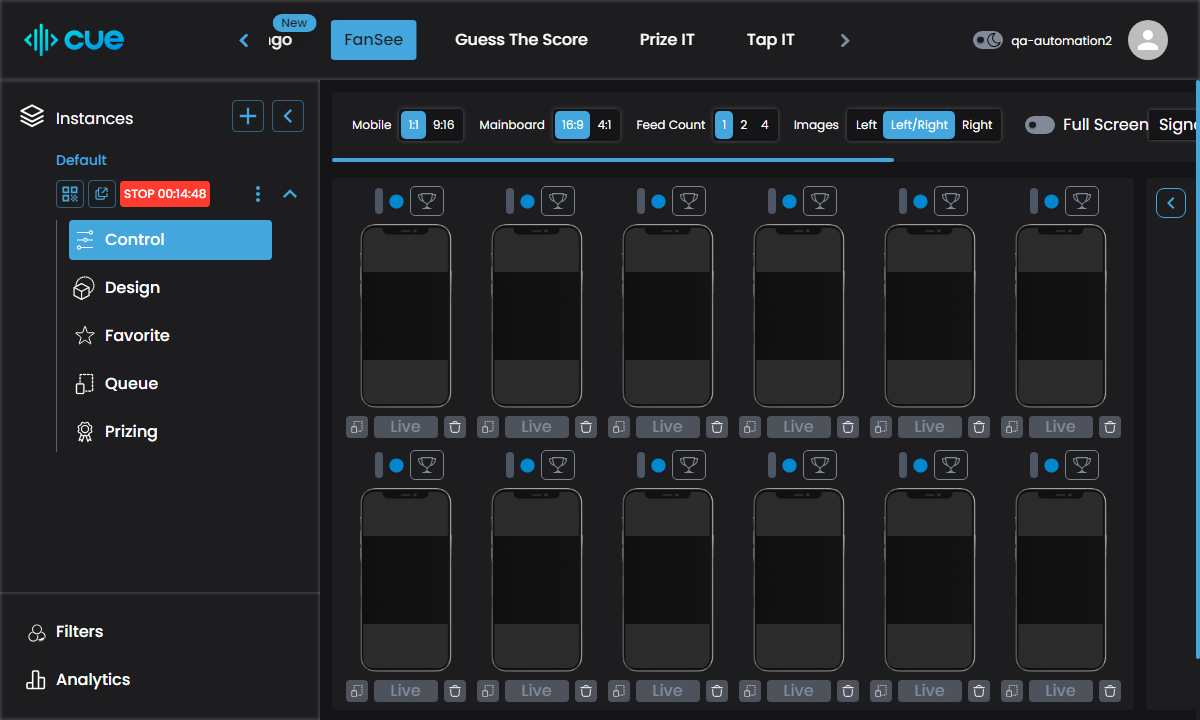 cue
New
ngo
FanSee
Guess The Score
Prize IT
Tap IT
qa-automation2
Instances
Default
STOP 00:14:48
Control
Design
Favorite
Queue
Prizing
Filters
Analytics
Mobile 1:1 9:16 Mainboard 16:9 4:1 Feed Count 1 2 4 Images Left Left/Right Right Full Screen
Live Live Live Live Live Live
Live Live Live Live Live Live